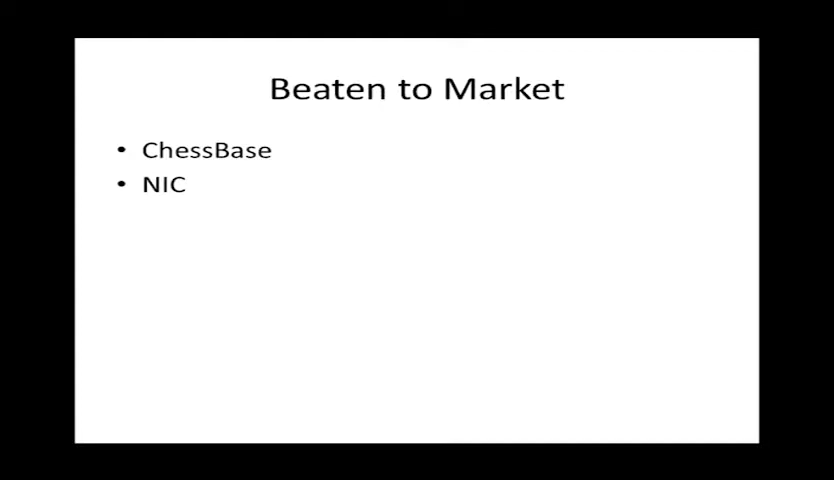 Beaten to Market
• ChessBase
• NIC